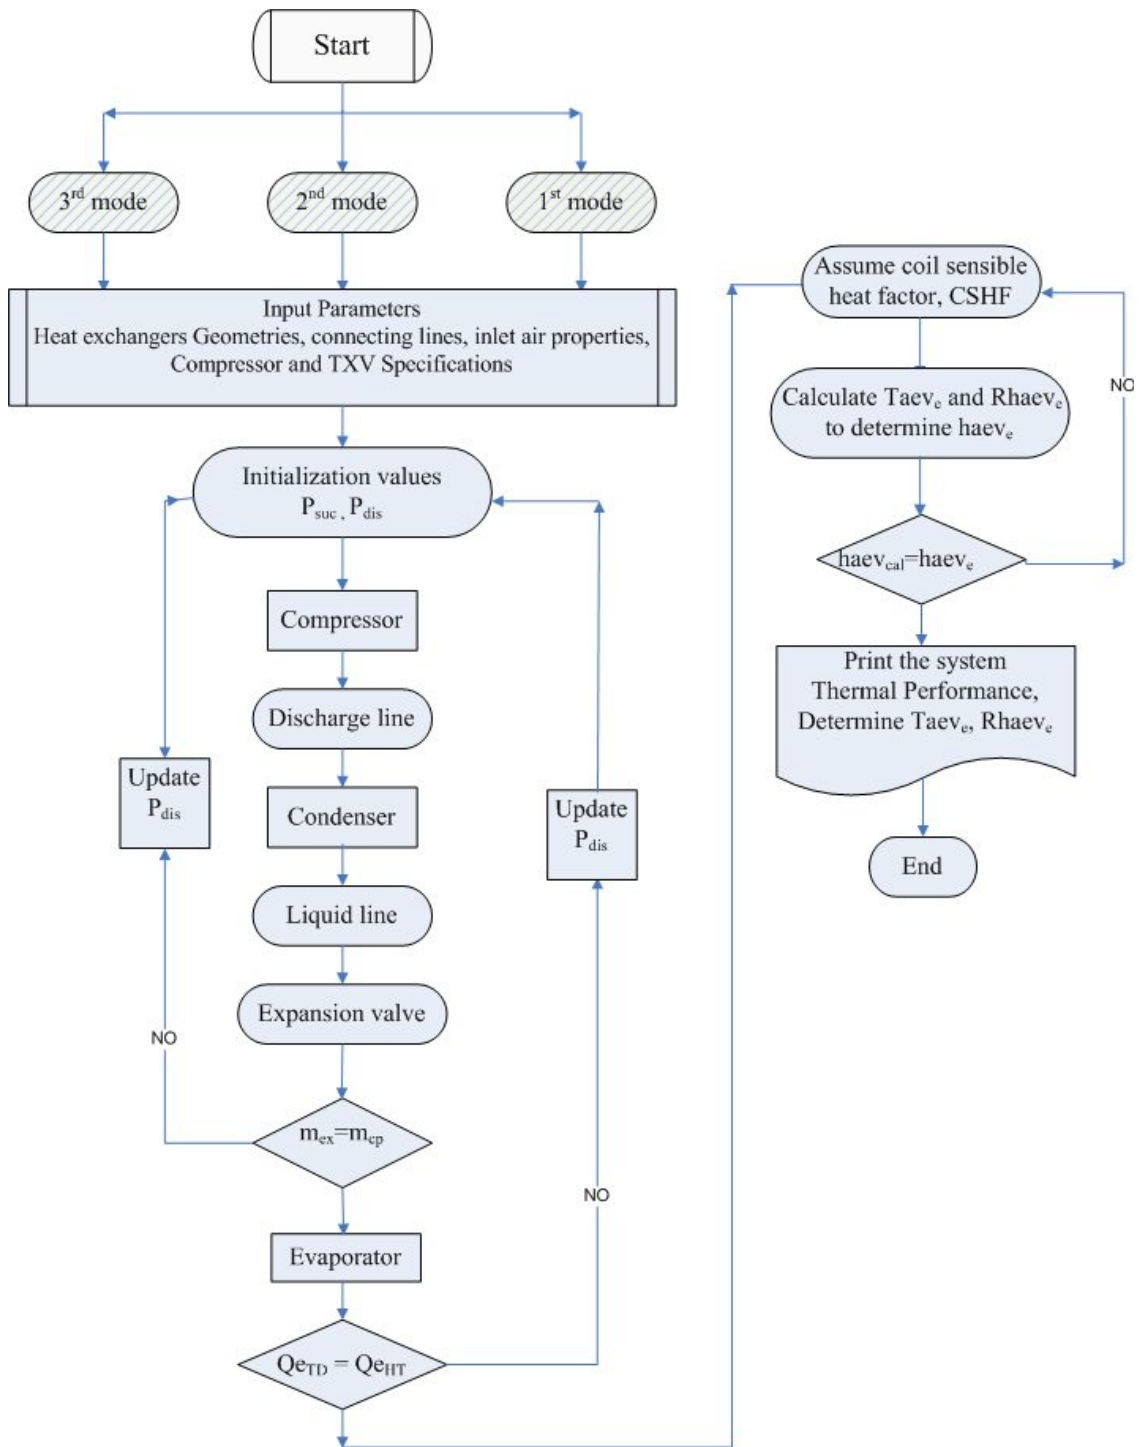 Start
3rd mode
2nd mode
1st mode
Input Parameters
Heat exchangers Geometries, connecting lines, inlet air properties,
Compressor and TXV Specifications
Initialization values
Psuc , Pdis
Compressor
Discharge line
Update
Pdis
Condenser
Update
Pdis
Liquid line
Expansion valve
NO
mex=mcp
NO
Evaporator
QeTD = QeHT
Assume coil sensible
heat factor, CSHF
NO
Calculate Taeve and Rhaeve
to determine haeve
haevcal=haeve
Print the system
Thermal Performance,
Determine Taeve, Rhaeve
End